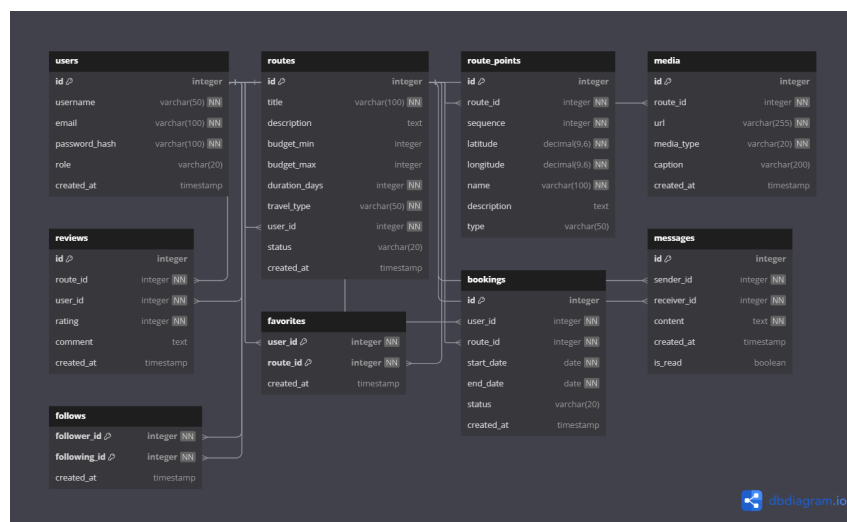 users
id integer
username varchar(50) NN
email varchar(100) NN
password_hash varchar(100) NN
role varchar(20)
created_at timestamp
routes
id integer
title varchar(100) NN
description text
budget_min integer
budget_max integer
duration_days integer NN
travel_type varchar(50) NN
user_id integer NN
status varchar(20)
created_at timestamp
route_points
id integer
route_id integer NN
sequence integer NN
latitude decimal(9,6) NN
longitude decimal(9,6) NN
name varchar(100) NN
description text
type varchar(50)
media
id integer
route_id integer NN
url varchar(255) NN
media_type varchar(20) NN
caption varchar(200)
created_at timestamp
reviews
id integer
route_id integer NN
user_id integer NN
rating integer NN
comment text
created_at timestamp
favorites
user_id integer NN
route_id integer NN
created_at timestamp
bookings
id integer
user_id integer NN
route_id integer NN
start_date date NN
end_date date NN
status varchar(20)
created_at timestamp
messages
id integer
sender_id integer NN
receiver_id integer NN
content text NN
created_at timestamp
is_read boolean
follows
follower_id integer NN
following_id integer NN
created_at timestamp
dbdiagram.io